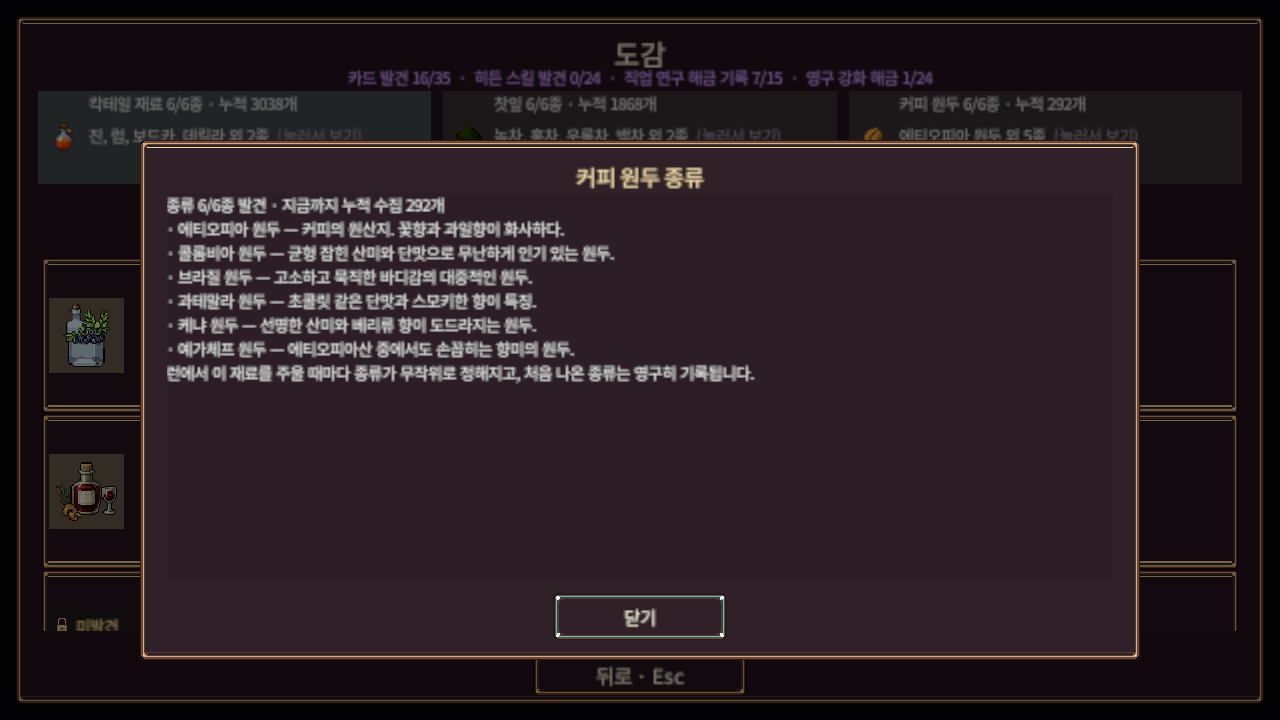 도감
카드 발견 16/35 · 히든 스킬 발견 0/24 · 직업 연구 해금 기록 7/15 · 영구 강화 해금 1/24
칵테일 재료 6/6종 · 누적 3038개
찻잎 6/6종 · 누적 1868개
커피 원두 6/6종 · 누적 292개
진, 럼, 보드카, 데킬라 외 2종 (눌러서 보기)
녹차, 홍차, 우롱차, 백차 외 2종 (눌러서 보기)
에티오피아 원두 외 5종 (눌러서 보기)
커피 원두 종류
종류 6/6종 발견 · 지금까지 누적 수집 292개
· 에티오피아 원두 — 커피의 원산지. 꽃향과 과일향이 화사하다.
· 콜롬비아 원두 — 균형 잡힌 산미와 단맛으로 무난하게 인기 있는 원두.
· 브라질 원두 — 고소하고 묵직한 바디감의 대중적인 원두.
· 과테말라 원두 — 초콜릿 같은 단맛과 스모키한 향이 특징.
· 케냐 원두 — 선명한 산미와 베리류 향이 도드라지는 원두.
· 예가체프 원두 — 에티오피아산 중에서도 손꼽히는 향미의 원두.
런에서 이 재료를 주울 때마다 종류가 무작위로 정해지고, 처음 나온 종류는 영구히 기록됩니다.
닫기
미발견
뒤로 · Esc